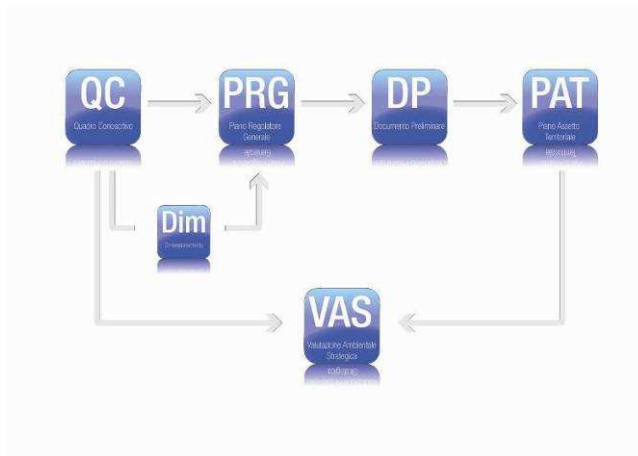 QC
Quadro Conoscitivo
PRG
Piano Regolatore
Generale
DP
Documento Preliminare
PAT
Piano Assetto
Territoriale
Dim
Dimensionamento
VAS
Valutazione Ambientale
Strategica